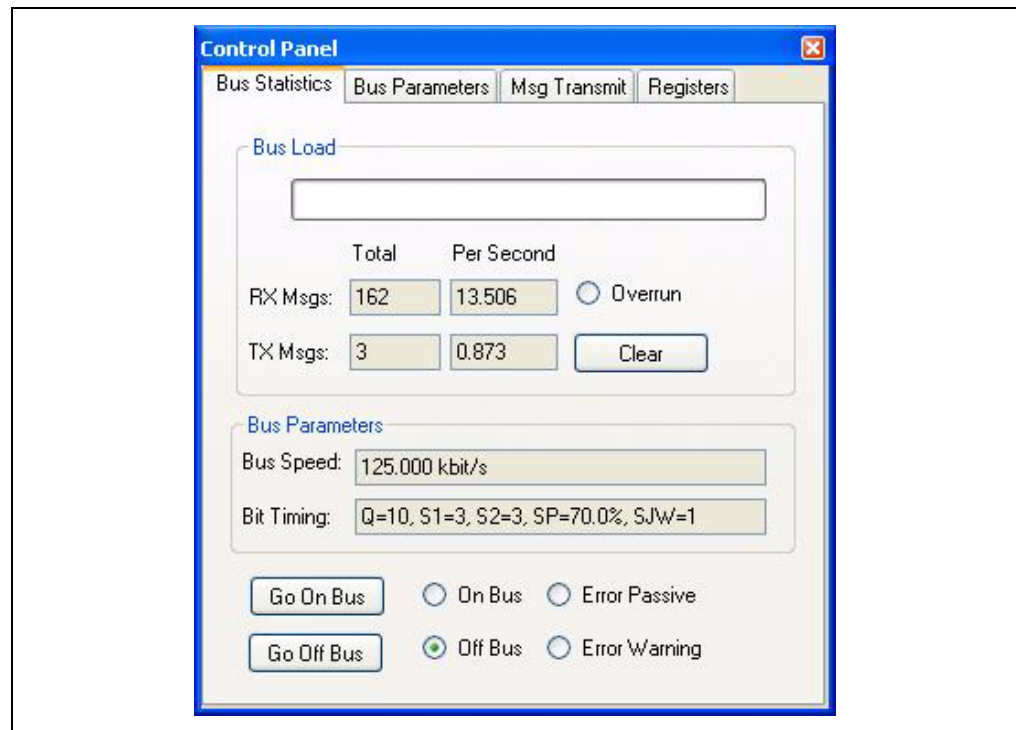 Control Panel
Bus Statistics Bus Parameters Msg Transmit Registers
Bus Load
Total Per Second
RX Msgs: 162 13.506 Overrun
TX Msgs: 3 0.873 Clear
Bus Parameters
Bus Speed: 125.000 kbit/s
Bit Timing: Q=10, S1=3, S2=3, SP=70.0%, SJW=1
Go On Bus On Bus Error Passive
Go Off Bus Off Bus Error Warning